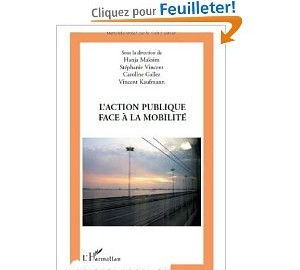 Cliquez pour Feuilleter!
Sous la direction de
Hanja Maksim
Stéphanie Vincent
Caroline Gallez
Vincent Kaufmann
L'ACTION PUBLIQUE
FACE À LA MOBILITÉ
L'Harmattan